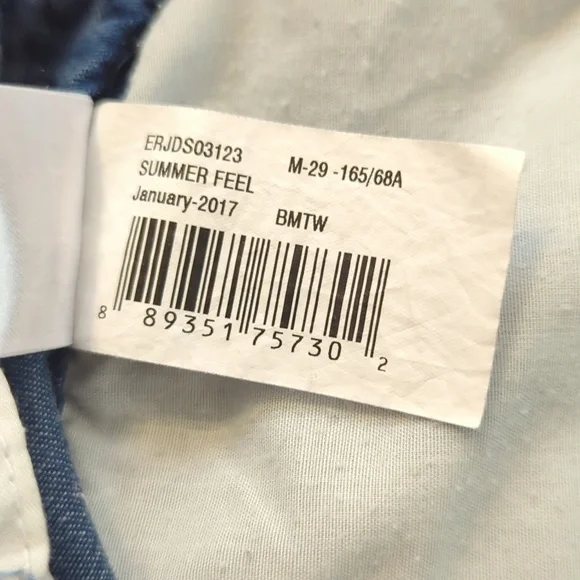 ERJDS03123
M-29 -165/68A
SUMMER FEEL
January-2017
BMTW
8 89351 75730 2